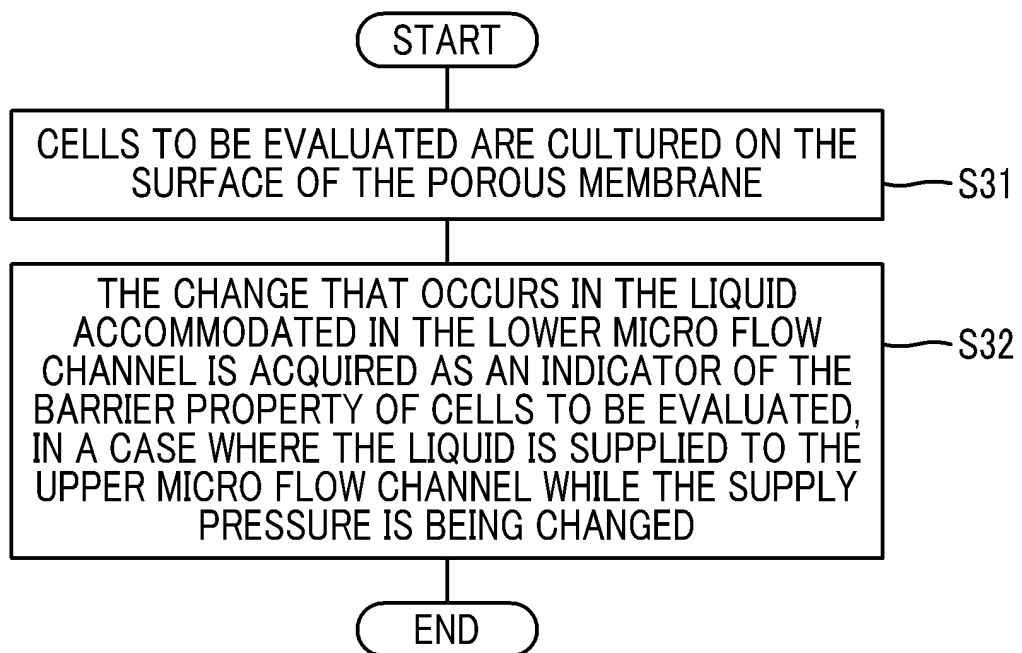 START
CELLS TO BE EVALUATED ARE CULTURED ON THE
SURFACE OF THE POROUS MEMBRANE
S31
THE CHANGE THAT OCCURS IN THE LIQUID
ACCOMMODATED IN THE LOWER MICRO FLOW
CHANNEL IS ACQUIRED AS AN INDICATOR OF THE
BARRIER PROPERTY OF CELLS TO BE EVALUATED,
IN A CASE WHERE THE LIQUID IS SUPPLIED TO THE
UPPER MICRO FLOW CHANNEL WHILE THE SUPPLY
PRESSURE IS BEING CHANGED
S32
END